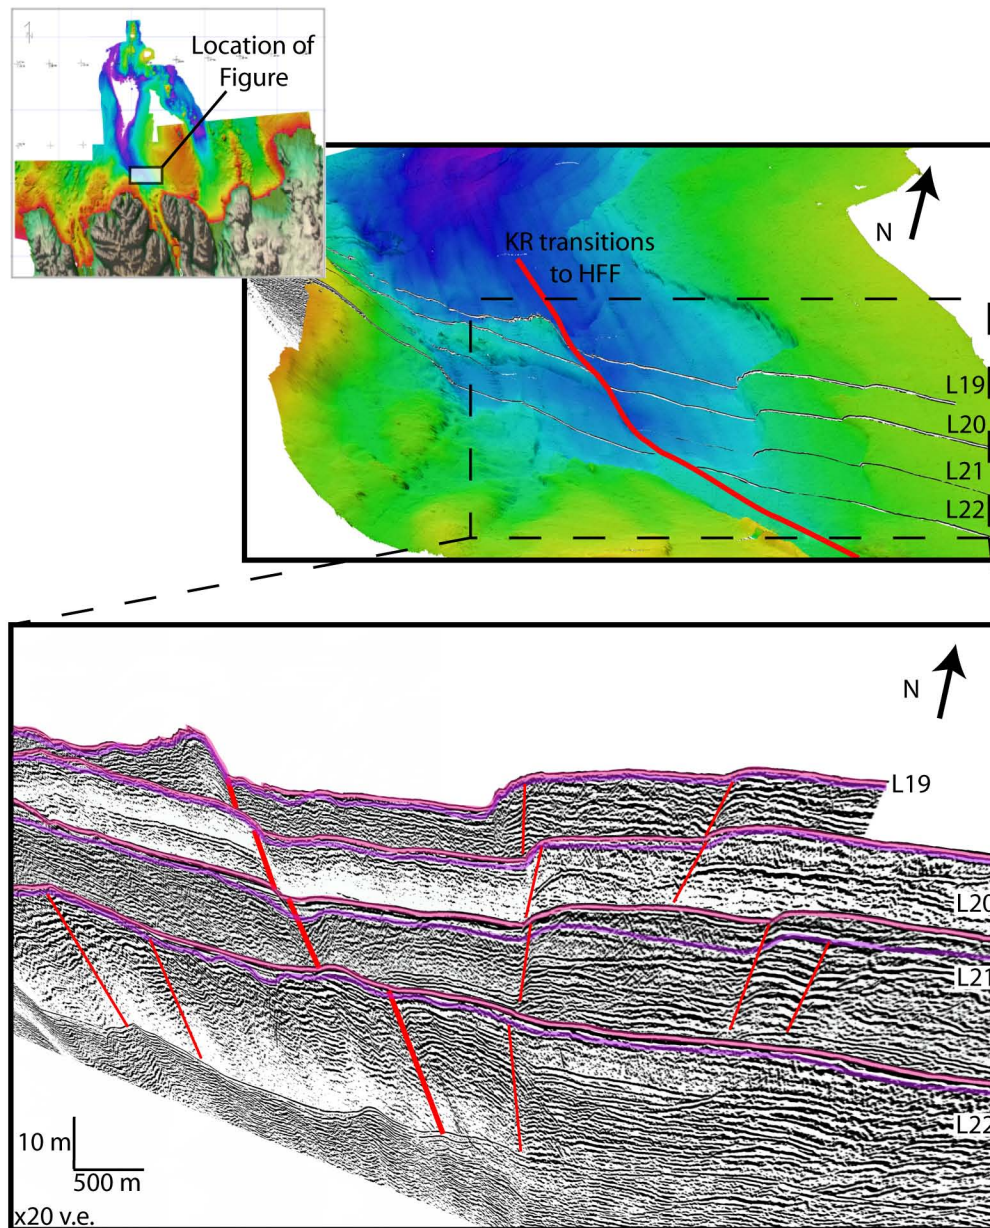 Location of
Figure
N
KR transitions
to HFF
L19
L20
L21
L22
N
L19
L20
L21
L22
10 m
500 m
x20 v.e.